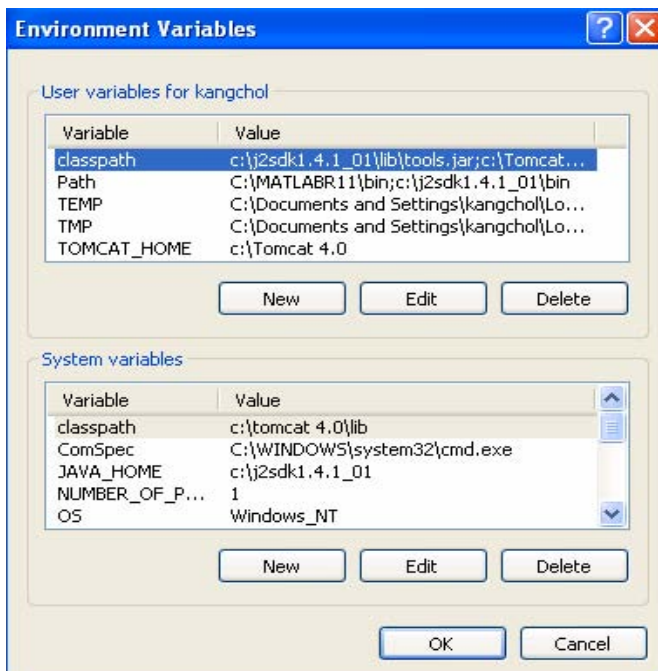 Environment Variables
User variables for kangchol
Variable Value
classpath c:\j2sdk1.4.1_01\lib\tools.jar;c:\Tomcat...
Path C:\MATLABR11\bin;c:\j2sdk1.4.1_01\bin
TEMP C:\Documents and Settings\kangchol\Lo...
TMP C:\Documents and Settings\kangchol\Lo...
TOMCAT_HOME c:\Tomcat 4.0
New Edit Delete
System variables
Variable Value
classpath c:\tomcat 4.0\lib
ComSpec C:\WINDOWS\system32\cmd.exe
JAVA_HOME c:\j2sdk1.4.1_01
NUMBER_OF_P... 1
OS Windows_NT
New Edit Delete
OK Cancel